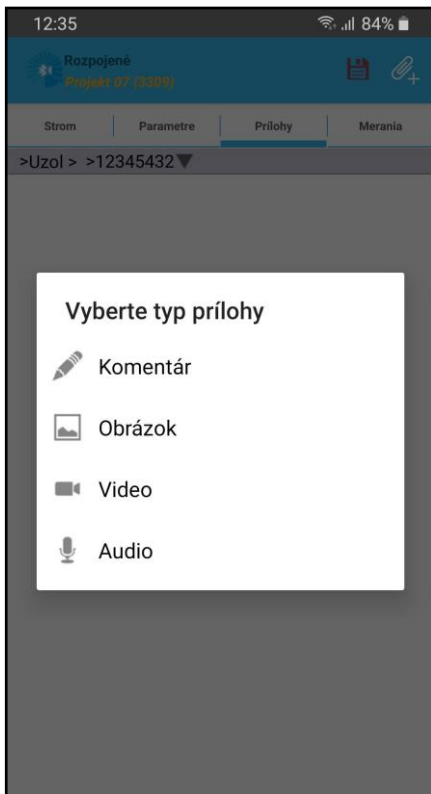 12:35 84%
Rozpojené
Projekt 07 (3309)
Strom Parametre Prílohy Merania
>Uzol > >12345432
Vyberte typ prílohy
Komentár
Obrázok
Video
Audio